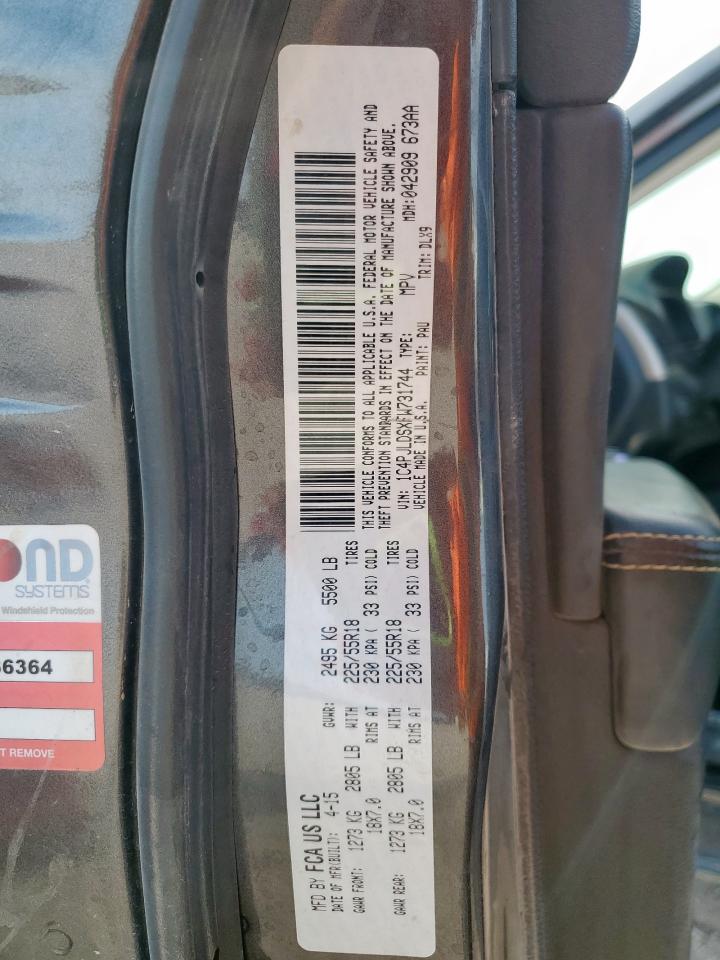 MFD BY FCA US LLC
DATE OF MFR(BUILT): 4-15 GVWR: 2495 KG 5500 LB
GAWR FRONT: 1273 KG 2805 LB WITH 225/55R18 TIRES
18X7.0 RIMS AT 230 KPA ( 33 PSI) COLD
GAWR REAR: 1273 KG 2805 LB WITH 225/55R18 TIRES
18X7.0 RIMS AT 230 KPA ( 33 PSI) COLD
THIS VEHICLE CONFORMS TO ALL APPLICABLE U.S.A. FEDERAL MOTOR VEHICLE SAFETY AND
THEFT PREVENTION STANDARDS IN EFFECT ON THE DATE OF MANUFACTURE SHOWN ABOVE.
VIN: 1C4PJLDSXFW731744 TYPE: MPV MDH:042909 673AA
VEHICLE MADE IN U.S.A. PAINT: PAU TRIM: DLX9
OND
SYSTEMS
Windshield Protection
36364
T REMOVE